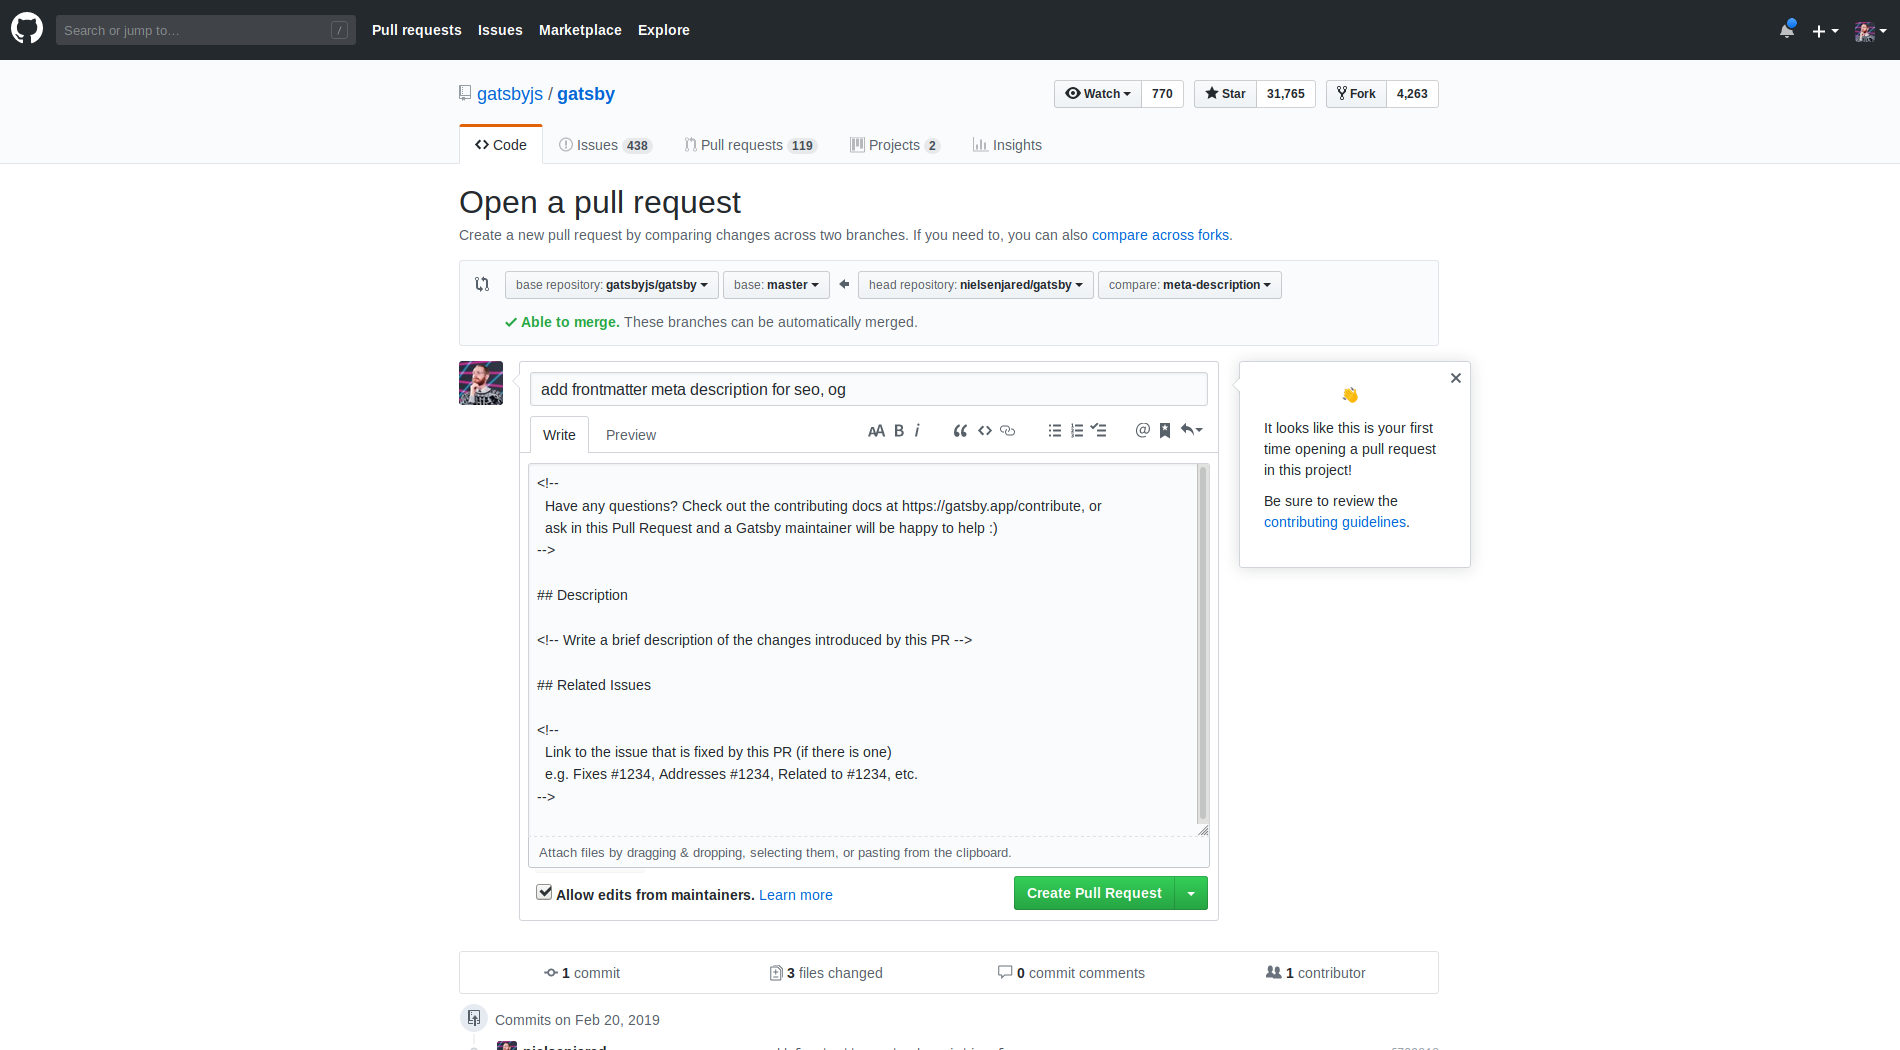 Search or jump to…
/
Pull requests Issues Marketplace Explore
gatsbyjs / gatsby
Watch 770 Star 31,765 Fork 4,263
Code Issues 438 Pull requests 119 Projects 2 Insights
Open a pull request
Create a new pull request by comparing changes across two branches. If you need to, you can also compare across forks.
base repository: gatsbyjs/gatsby base: master head repository: nielsenjared/gatsby compare: meta-description
Able to merge. These branches can be automatically merged.
add frontmatter meta description for seo, og
Write Preview
AA B i @
<!--
Have any questions? Check out the contributing docs at https://gatsby.app/contribute, or
ask in this Pull Request and a Gatsby maintainer will be happy to help :)
-->
## Description
<!-- Write a brief description of the changes introduced by this PR -->
## Related Issues
<!--
Link to the issue that is fixed by this PR (if there is one)
e.g. Fixes #1234, Addresses #1234, Related to #1234, etc.
-->
Attach files by dragging & dropping, selecting them, or pasting from the clipboard.
Allow edits from maintainers. Learn more
Create Pull Request
It looks like this is your first
time opening a pull request
in this project!
Be sure to review the
contributing guidelines.
1 commit 3 files changed 0 commit comments 1 contributor
Commits on Feb 20, 2019
nielsenjared